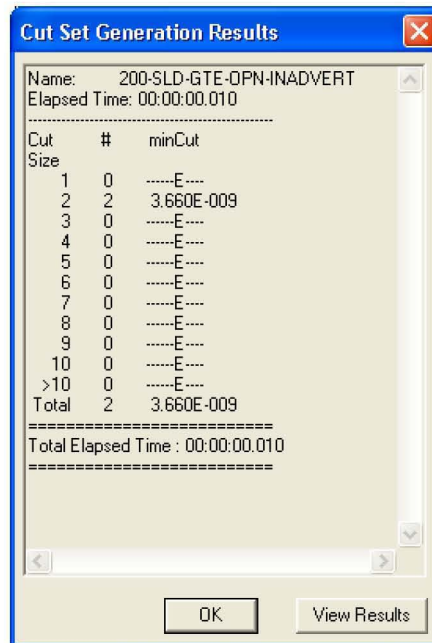 Cut Set Generation Results
Name: 200-SLD-GTE-OPN-INADVERT
Elapsed Time: 00:00:00.010
------------------------------------------------
Cut # minCut
Size
1 0 ------E----
2 2 3.660E-009
3 0 ------E----
4 0 ------E----
5 0 ------E----
6 0 ------E----
7 0 ------E----
8 0 ------E----
9 0 ------E----
10 0 ------E----
>10 0 ------E----
Total 2 3.660E-009
===========================
Total Elapsed Time : 00:00:00.010
===========================
OK View Results